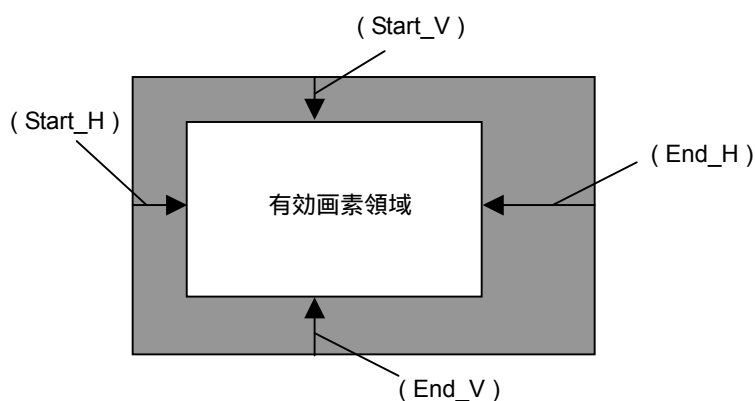 ( Start_V )
( Start_H )
( End_H )
有効画素領域
( End_V )